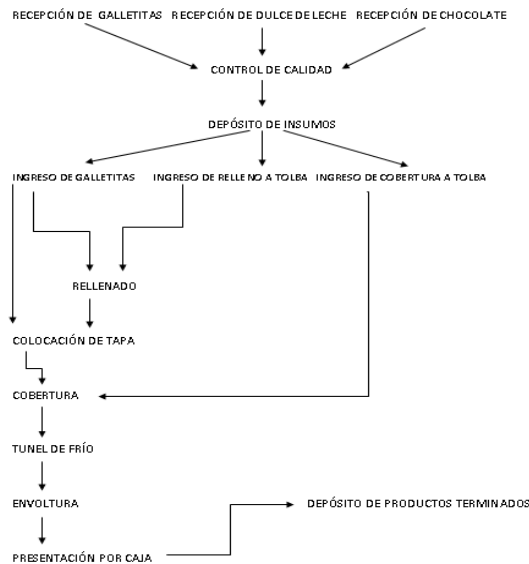 RECEPCIÓN DE GALLETITAS RECEPCIÓN DE DULCE DE LECHE RECEPCIÓN DE CHOCOLATE
CONTROL DE CALIDAD
DEPÓSITO DE INSUMOS
INGRESO DE GALLETITAS INGRESO DE RELLENO A TOLBA INGRESO DE COBERTURA A TOLBA
RELLENADO
COLOCACIÓN DE TAPA
COBERTURA
TUNEL DE FRÍO
ENVOLTURA
DEPÓSITO DE PRODUCTOS TERMINADOS
PRESENTACIÓN POR CAJA